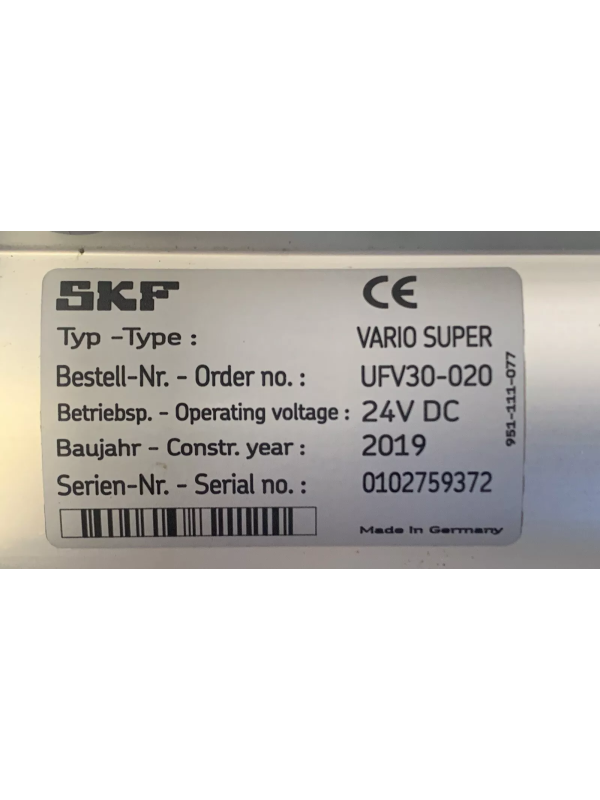 SKF CE
Typ -Type : VARIO SUPER
Bestell-Nr. - Order no. : UFV30-020
Betriebsp. - Operating voltage : 24V DC
Baujahr - Constr. year : 2019
Serien-Nr. - Serial no. : 0102759372
Made in Germany
951-111-077